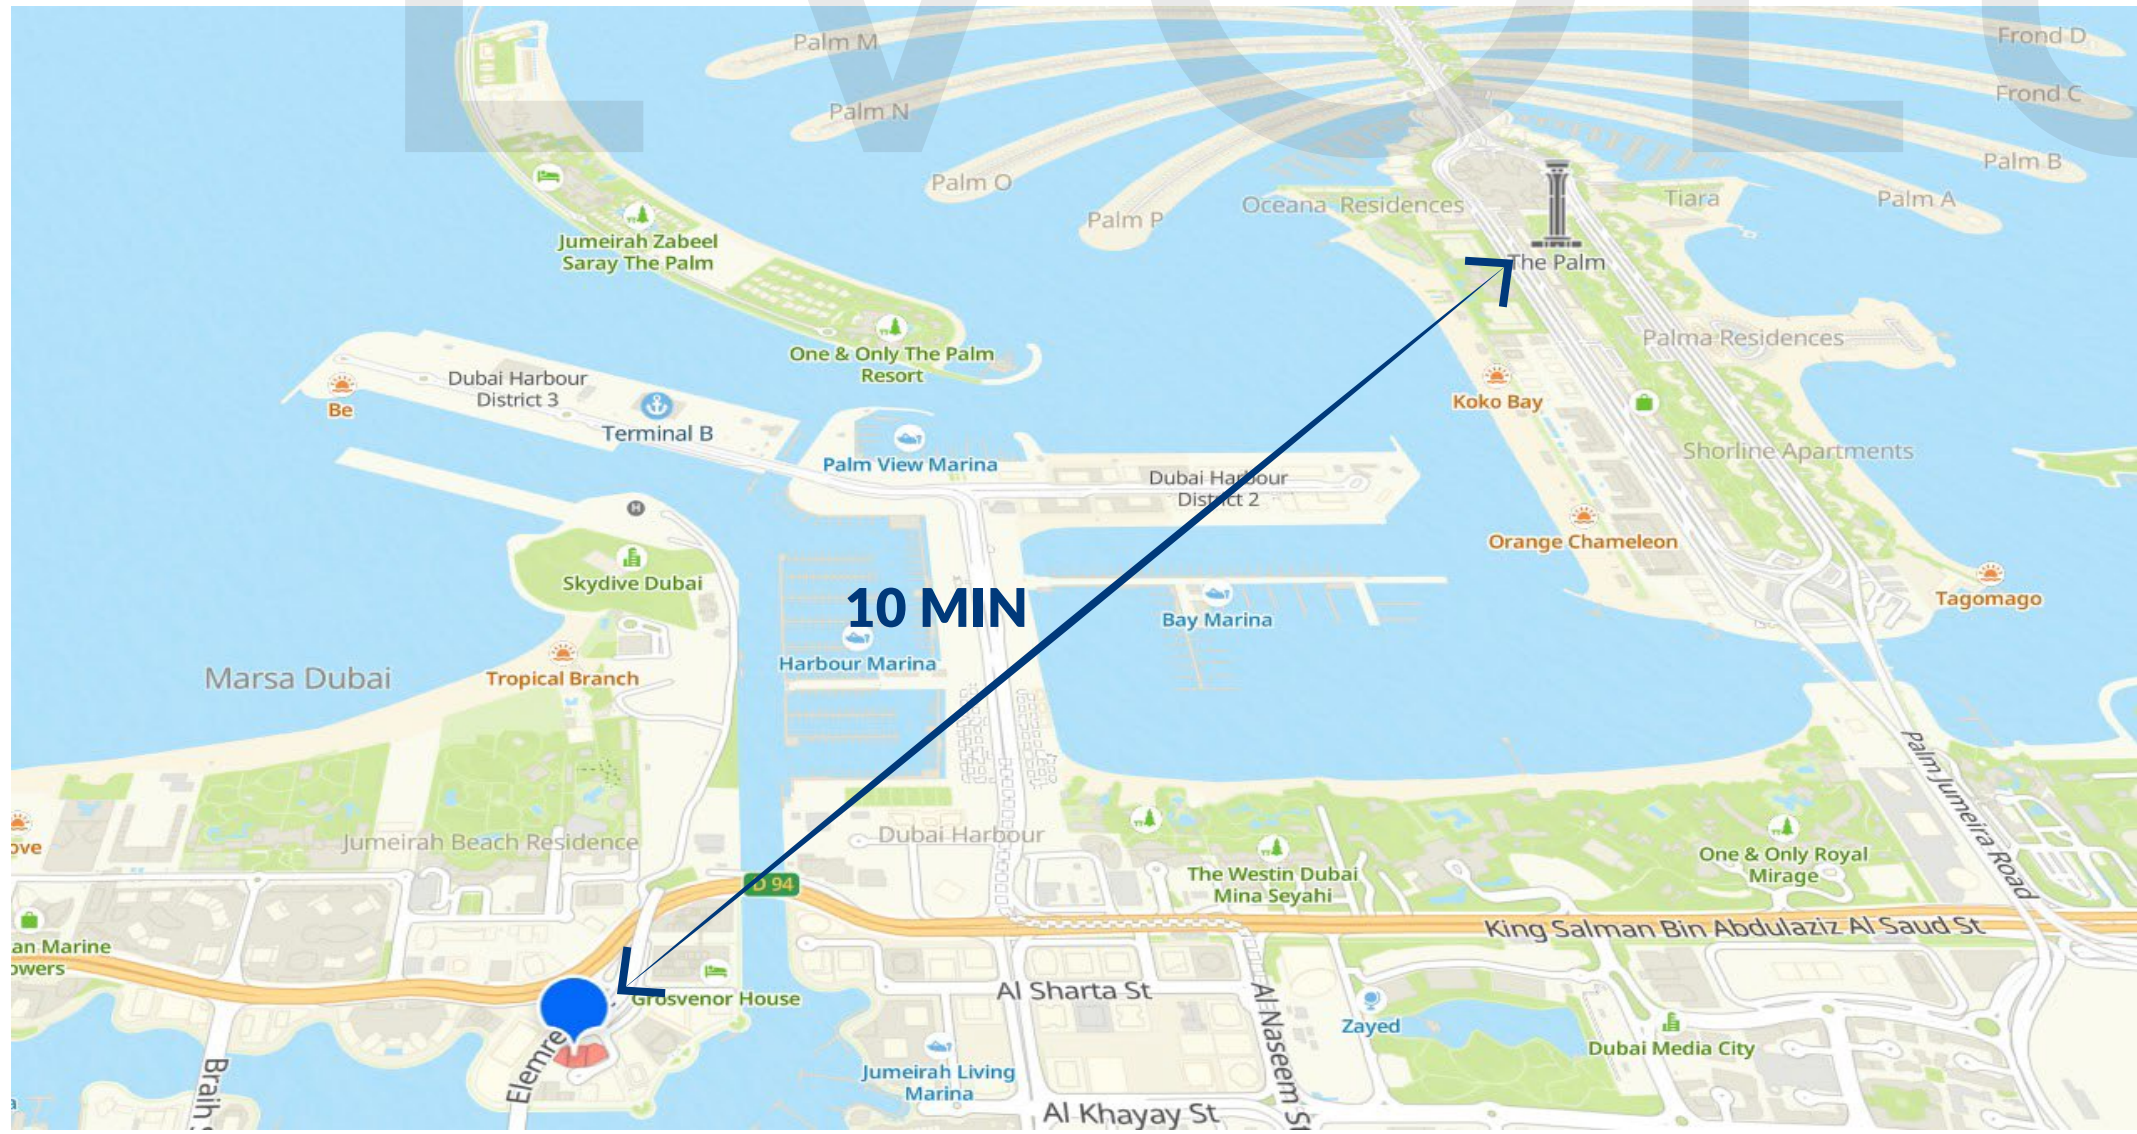 Palm M
Frond D
Palm N
Frond C
Palm O
Palm B
Palm P
Oceana Residences
Tiara
Palm A
Jumeirah Zabeel
Saray The Palm
The Palm
One & Only The Palm
Resort
Palma Residences
Dubai Harbour
District 3
Be
Terminal B
Koko Bay
Palm View Marina
Shorline Apartments
Dubai Harbour
District 2
H
Orange Chameleon
Skydive Dubai
10 MIN
Bay Marina
Tagomago
Harbour Marina
Marsa Dubai
Tropical Branch
Palm Jumeira Road
Jumeirah Beach Residence
Dubai Harbour
ove
One & Only Royal
Mirage
The Westin Dubai
Mina Seyahi
D 94
King Salman Bin Abdulaziz Al Saud St
an Marine
owers
Al Sharta St
Grosvenor House
Al Naseem St
Zayed
Dubai Media City
Elemre
Braih S
Jumeirah Living
Marina
Al Khayay St